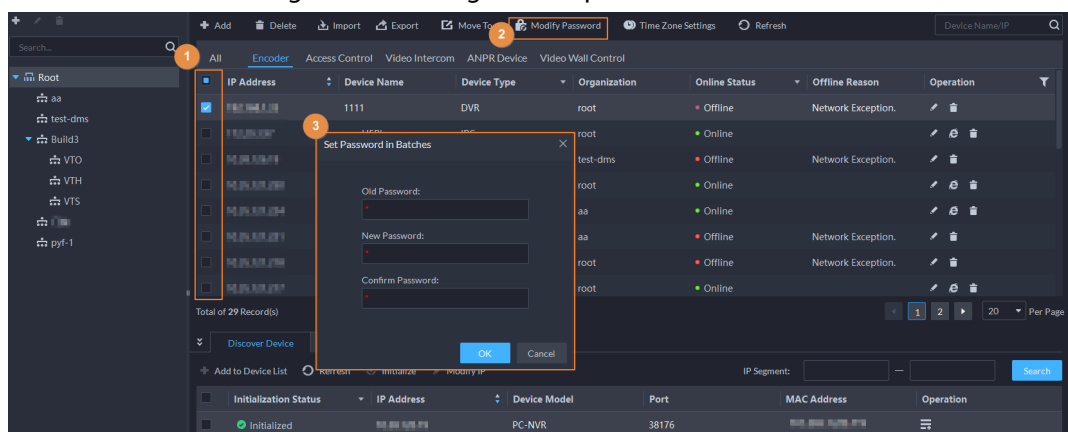 Add Delete Import Export Move To Modify Password Time Zone Settings Refresh Device Name/IP
2
Search...
1
All Encoder Access Control Video Intercom ANPR Device Video Wall Control
Root
IP Address Device Name Device Type Organization Online Status Offline Reason Operation
aa
1111 DVR root Offline Network Exception.
test-dms
3
root Online
Build3
Set Password in Batches
test-dms Offline Network Exception.
VTO
VTH
Old Password:
root Online
*
VTS
aa Online
New Password:
pyf-1
aa Offline Network Exception.
*
root Offline Network Exception.
Confirm Password:
root Online
*
Total of 29 Record(s) 1 2 20 Per Page
Discover Device
OK Cancel
Add to Device List Refresh Initialize Modify IP IP Segment: — Search
Initialization Status IP Address Device Model Port MAC Address Operation
Initialized PC-NVR 38176